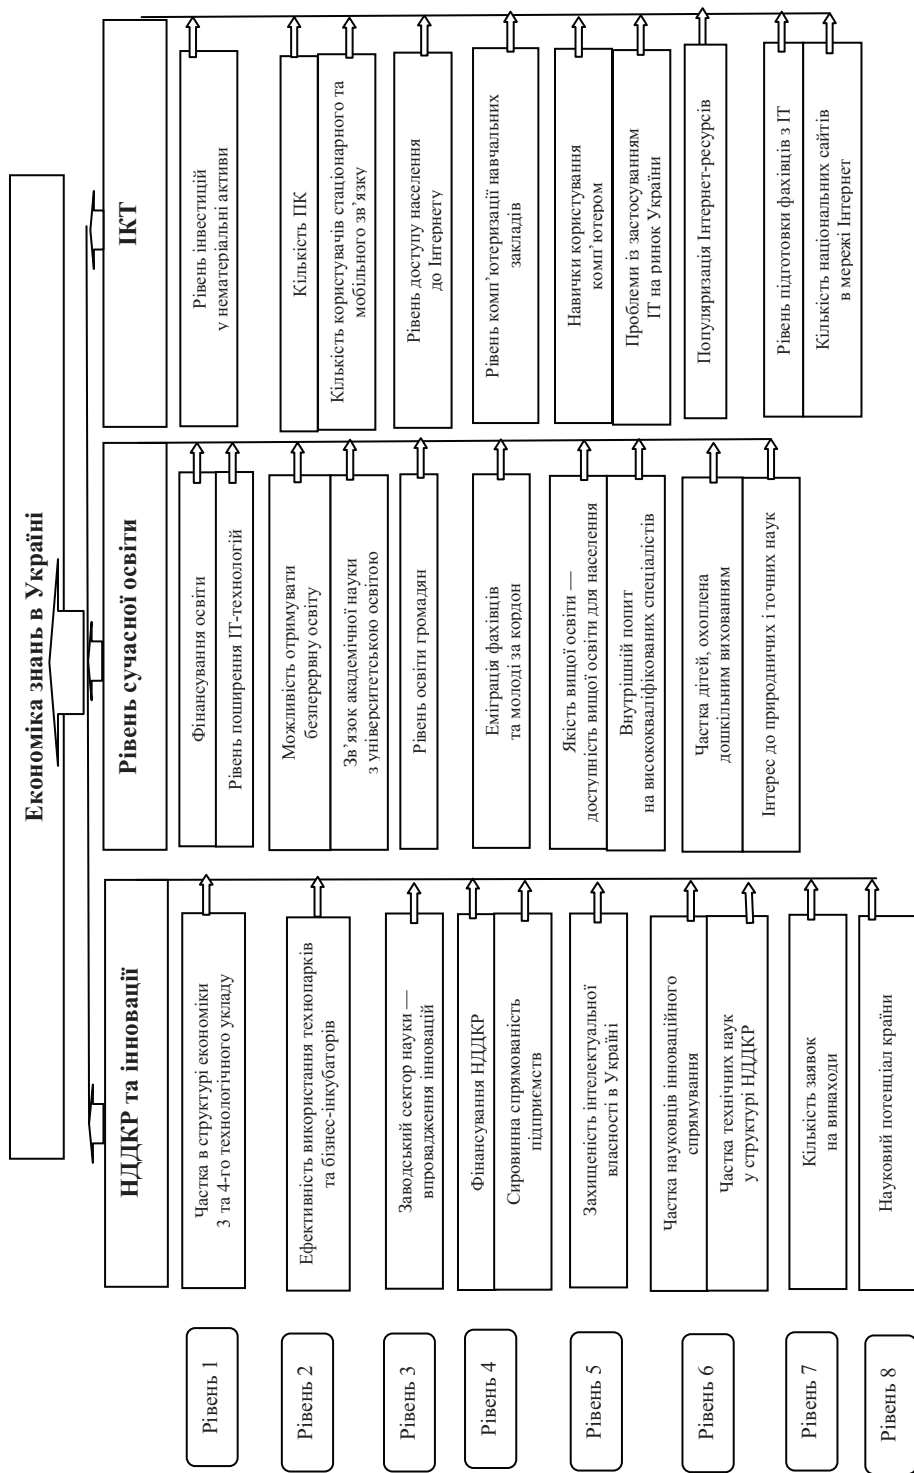 Економіка знань в Україні
НДДКР та інновації
Рівень сучасної освіти
ІКТ
Рівень 1
Частка в структурі економіки
3 та 4-го технологічного укладу
Фінансування освіти
Рівень поширення ІТ-технологій
Рівень інвестицій
у нематеріальні активи
Рівень 2
Ефективність використання технопарків
та бізнес-інкубаторів
Можливість отримувати
безперервну освіту
Зв’язок академічної науки
з університетською освітою
Кількість ПК
Кількість користувачів стаціонарного та
мобільного зв’язку
Рівень 3
Заводський сектор науки —
впровадження інновацій
Рівень освіти громадян
Рівень доступу населення
до Інтернету
Рівень 4
Фінансування НДДКР
Сировинна спрямованість
підприємств
Еміграція фахівців
та молоді за кордон
Рівень комп’ютеризації навчальних
закладів
Рівень 5
Захищеність інтелектуальної
власності в Україні
Якість вищої освіти —
доступність вищої освіти для населення
Внутрішній попит
на висококваліфікованих спеціалістів
Навички користування
комп’ютером
Проблеми із застосуванням
ІТ на ринок України
Рівень 6
Частка науковців інноваційного
спрямування
Частка технічних наук
у структурі НДДКР
Частка дітей, охоплена
дошкільним вихованням
Інтерес до природничих і точних наук
Популяризація Інтернет-ресурсів
Рівень 7
Кількість заявок
на винаходи
Рівень підготовки фахівців з ІТ
Кількість національних сайтів
в мережі Інтернет
Рівень 8
Науковий потенціал країни